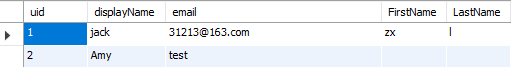 uid displayName email FirstName LastName
1 jack 31213@163.com zx l
2 Amy test